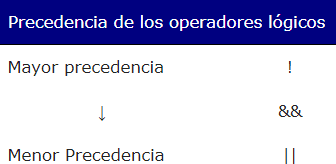 Precedencia de los operadores lógicos
Mayor precedencia !
↓ &&
Menor Precedencia ||